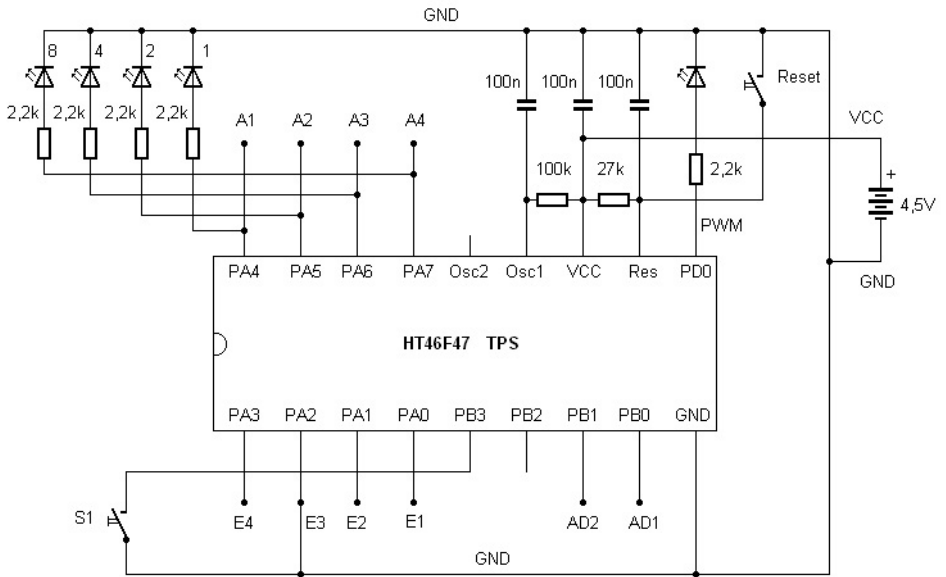 GND
8 4 2 1
100n 100n 100n
Reset
2,2k 2,2k 2,2k 2,2k
A1 A2 A3 A4
VCC
100k 27k 2,2k
+
4,5V
PWM
PA4 PA5 PA6 PA7 Osc2 Osc1 VCC Res PD0
GND
HT46F47 TPS
PA3 PA2 PA1 PA0 PB3 PB2 PB1 PB0 GND
S1
E4 E3 E2 E1 AD2 AD1
GND